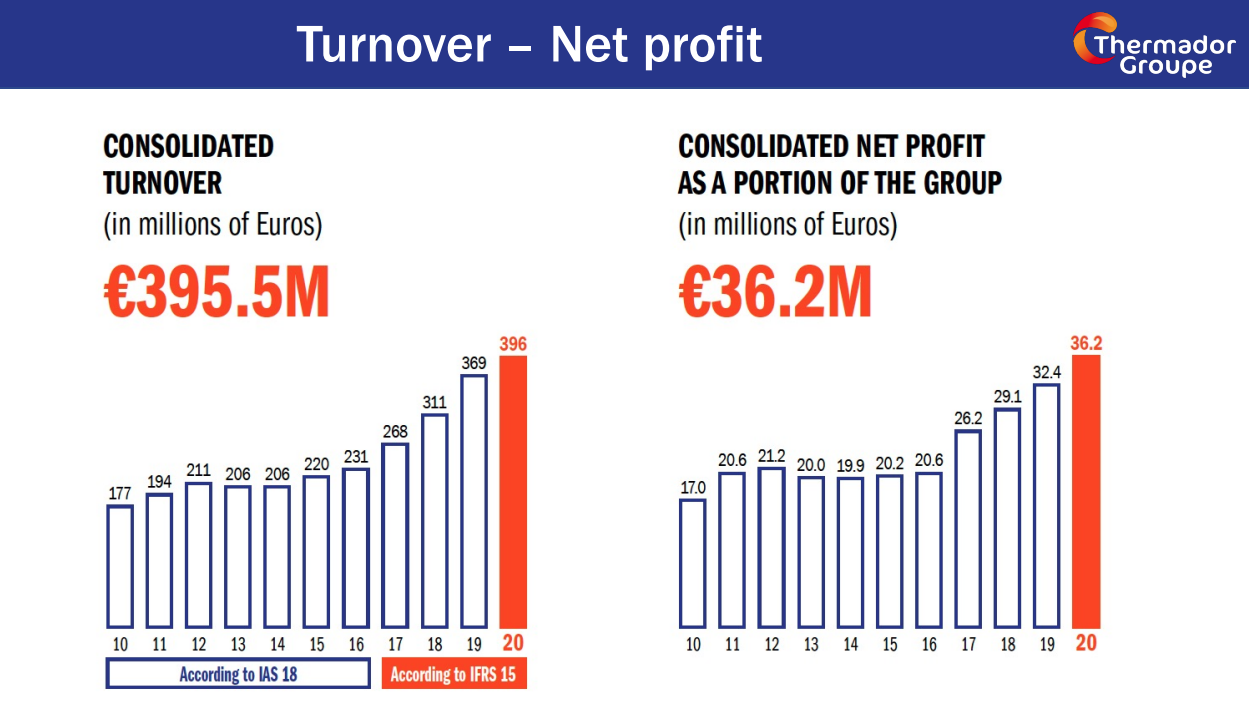 Turnover – Net profit
Thermador
Groupe
CONSOLIDATED
TURNOVER
(in millions of Euros)
€395.5M
177 194 211 206 206 220 231 268 311 369 396
10 11 12 13 14 15 16 17 18 19 20
According to IAS 18 According to IFRS 15
CONSOLIDATED NET PROFIT
AS A PORTION OF THE GROUP
(in millions of Euros)
€36.2M
17.0 20.6 21.2 20.0 19.9 20.2 20.6 26.2 29.1 32.4 36.2
10 11 12 13 14 15 16 17 18 19 20